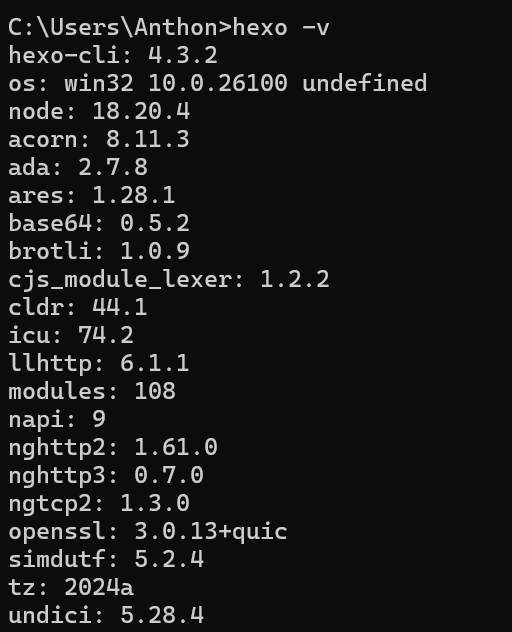 C:\Users\Anthon>hexo -v
hexo-cli: 4.3.2
os: win32 10.0.26100 undefined
node: 18.20.4
acorn: 8.11.3
ada: 2.7.8
ares: 1.28.1
base64: 0.5.2
brotli: 1.0.9
cjs_module_lexer: 1.2.2
cldr: 44.1
icu: 74.2
llhttp: 6.1.1
modules: 108
napi: 9
nghttp2: 1.61.0
nghttp3: 0.7.0
ngtcp2: 1.3.0
openssl: 3.0.13+quic
simdutf: 5.2.4
tz: 2024a
undici: 5.28.4